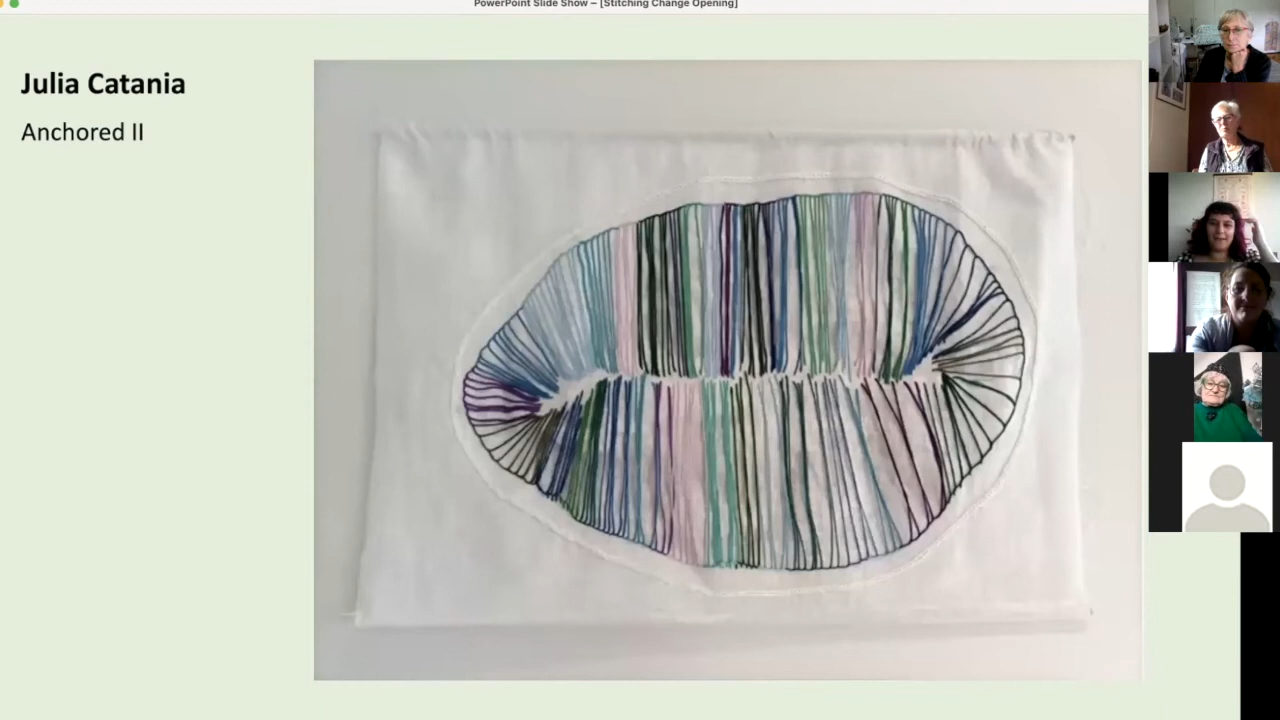 PowerPoint Slide Show – [Stitching Change Opening]
Julia Catania
Anchored II